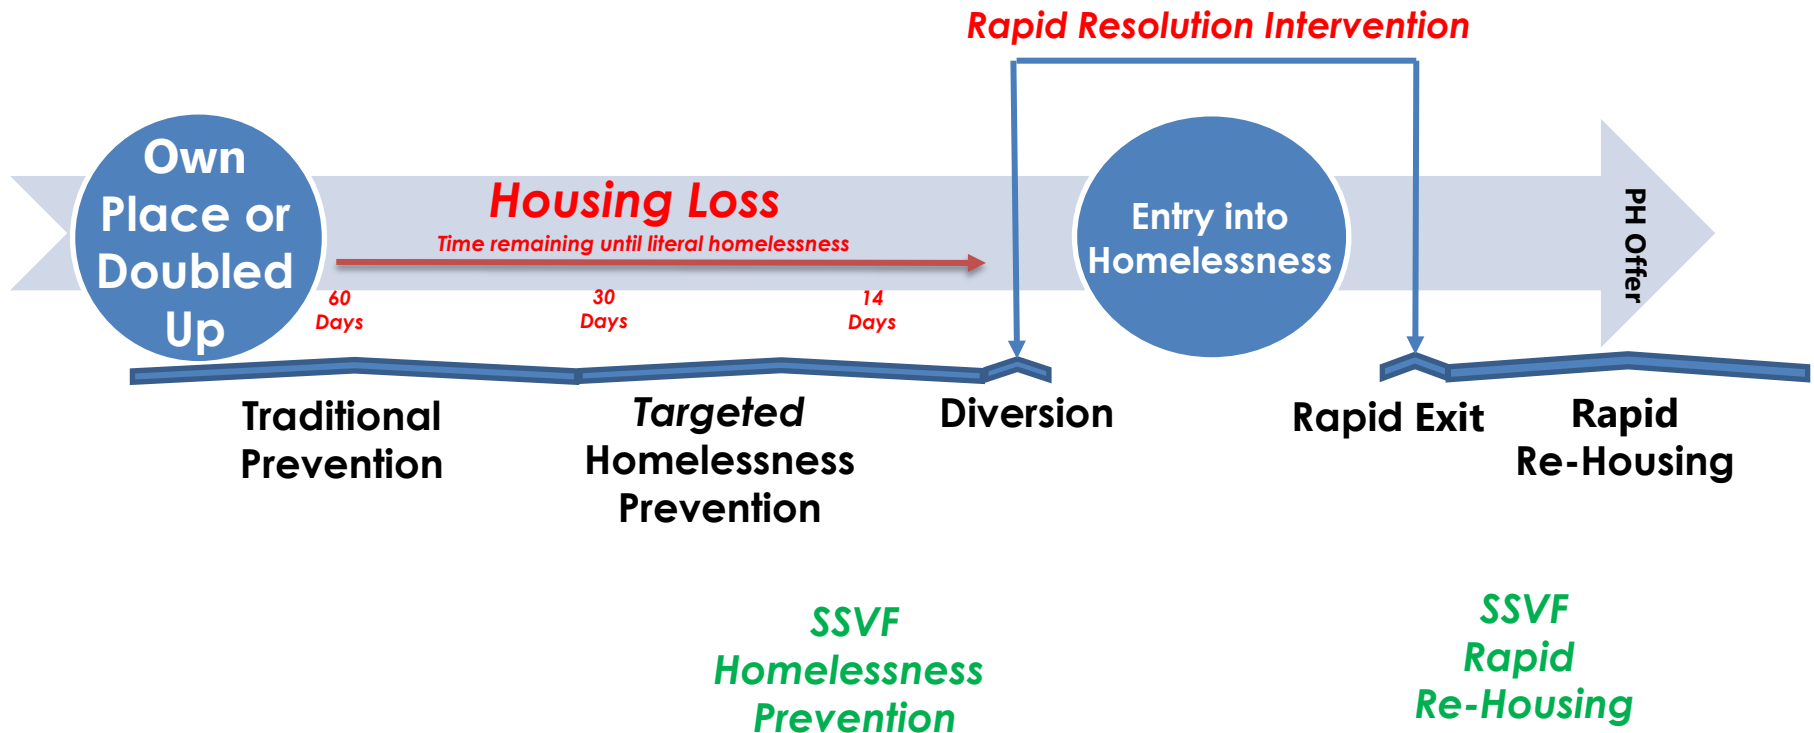 Rapid Resolution Intervention
Own
Place or
Doubled
Up
Housing Loss
Time remaining until literal homelessness
60
Days
30
Days
14
Days
Entry into
Homelessness
PH Offer
Traditional
Prevention
Targeted
Homelessness
Prevention
Diversion
Rapid Exit
Rapid
Re-Housing
SSVF
Homelessness
Prevention
SSVF
Rapid
Re-Housing